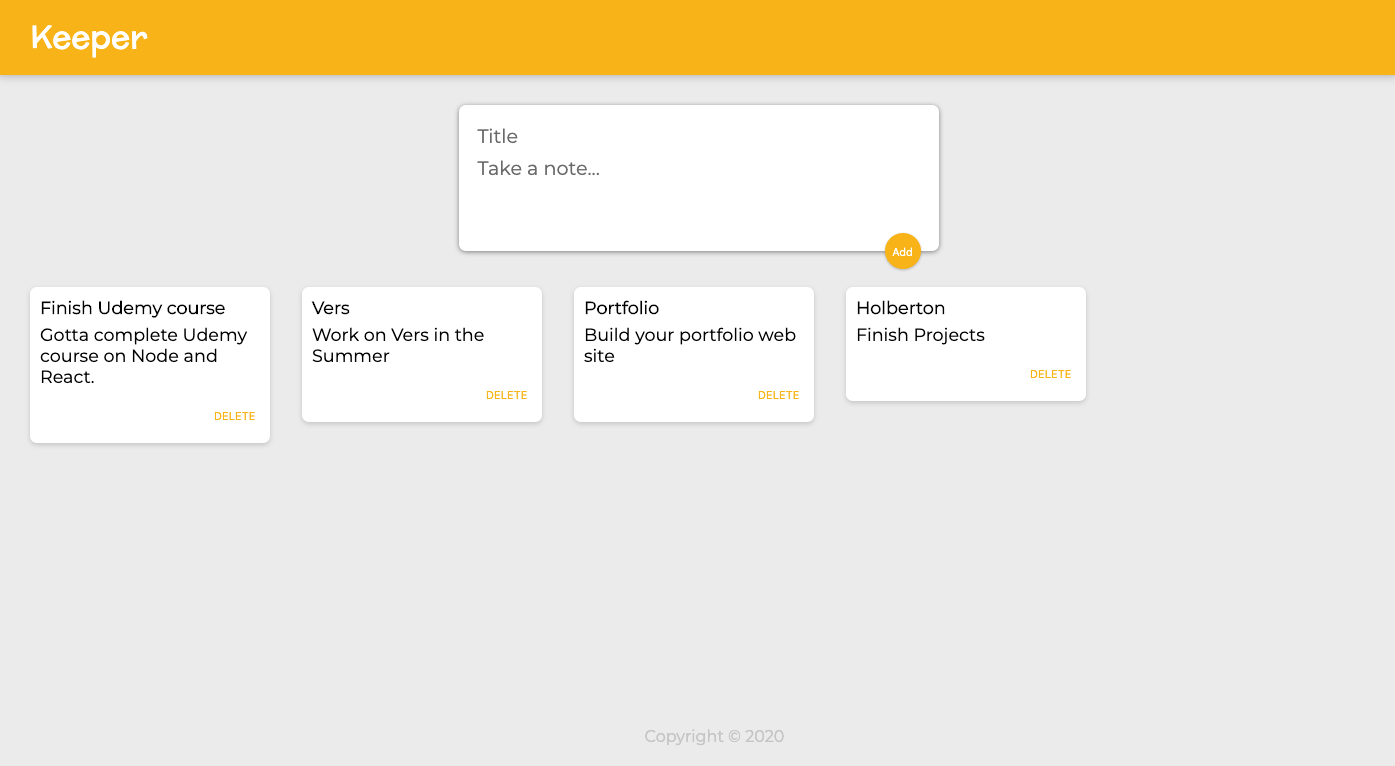 Keeper
Title
Take a note...
Add
Finish Udemy course
Gotta complete Udemy
course on Node and
React.
DELETE
Vers
Work on Vers in the
Summer
DELETE
Portfolio
Build your portfolio web
site
DELETE
Holberton
Finish Projects
DELETE
Copyright © 2020